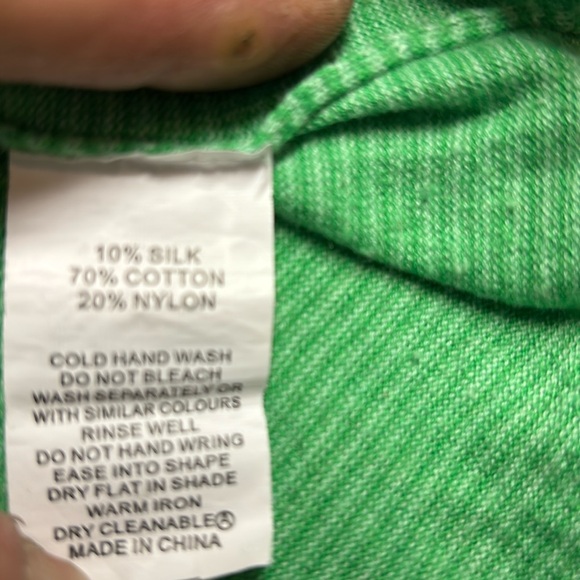 10% SILK
70% COTTON
20% NYLON
COLD HAND WASH
DO NOT BLEACH
WASH SEPARATELY OR
WITH SIMILAR COLOURS
RINSE WELL
DO NOT HAND WRING
EASE INTO SHAPE
DRY FLAT IN SHADE
WARM IRON
DRY CLEANABLE Ⓐ
MADE IN CHINA